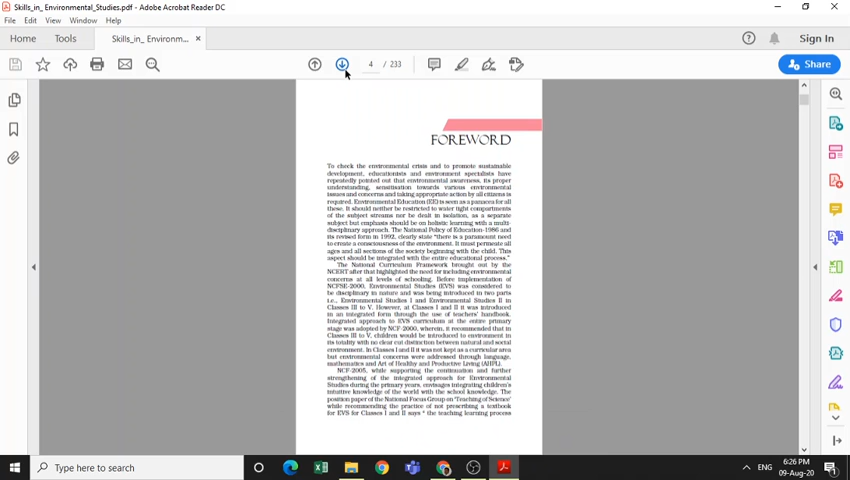 Skills_in_ Environmental_Studies.pdf - Adobe Acrobat Reader DC
File Edit View Window Help
Home Tools Skills_in_ Environm... × Sign In
4 / 233 Share
FOREWORD
To check the environmental crisis and to promote sustainable
development, educationists and environment specialists have
repeatedly pointed out that environmental awareness, its proper
understanding, sensitisation towards various environmental
issues and concerns and taking appropriate action by all citizens is
required. Environmental Education (EE) is seen as a panacea for all
these. It should neither be restricted to water tight compartments
of the subject streams nor be dealt in isolation, as a separate
subject but emphasis should be on holistic learning with a multi-
disciplinary approach. The National Policy of Education-1986 and
its revised form in 1992, clearly state "there is a paramount need
to create a consciousness of the environment. It must permeate all
ages and all sections of the society beginning with the child. This
aspect should be integrated with the entire educational process."
The National Curriculum Framework brought out by the
NCERT after that highlighted the need for including environmental
concerns at all levels of schooling. Before implementation of
NCFSE-2000, Environmental Studies (EVS) was considered to
be disciplinary in nature and was being introduced in two parts
i.e., Environmental Studies I and Environmental Studies II in
Classes III to V. However, at Classes I and II it was introduced
in an integrated form through the use of teachers' handbook.
Integrated approach to EVS curriculum at the entire primary
stage was adopted by NCF-2000, wherein, it recommended that in
Classes III to V, children would be introduced to environment in
its totality with no clear cut distinction between natural and social
environment. In Classes I and II it was not kept as a curricular area
but environmental concerns were addressed through language,
mathematics and Art of Healthy and Productive Living (AHPL).
NCF-2005, while supporting the continuation and further
strengthening of the integrated approach for Environmental
Studies during the primary years, envisages integrating children's
intuitive knowledge of the world with the school knowledge. The
position paper of the National Focus Group on 'Teaching of Science'
while recommending the practice of not prescribing a textbook
for EVS for Classes I and II says " the teaching learning process
Type here to search
ENG
6:26 PM
09-Aug-20